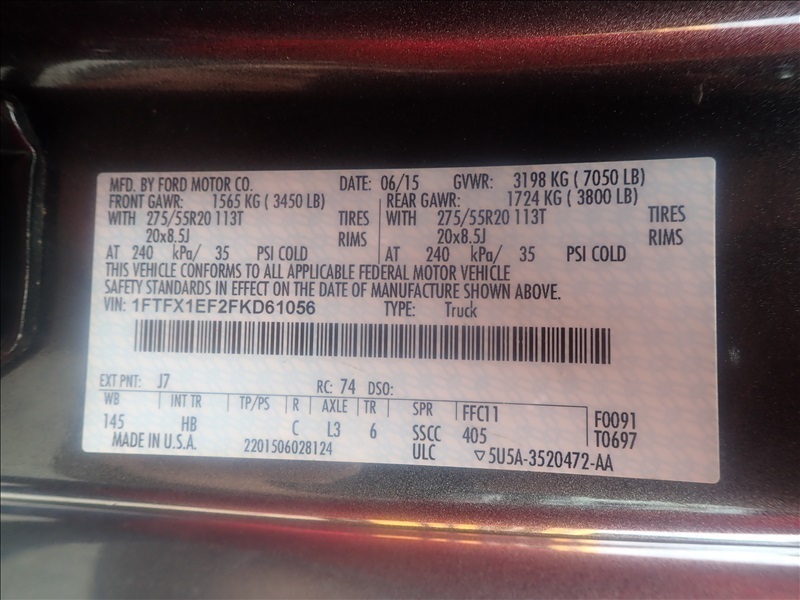 MFD. BY FORD MOTOR CO. DATE: 06/15 GVWR: 3198 KG ( 7050 LB)
FRONT GAWR: 1565 KG ( 3450 LB) REAR GAWR: 1724 KG ( 3800 LB)
WITH 275/55R20 113T TIRES WITH 275/55R20 113T TIRES
20x8.5J RIMS 20x8.5J RIMS
AT 240 kPa/ 35 PSI COLD AT 240 kPa/ 35 PSI COLD
THIS VEHICLE CONFORMS TO ALL APPLICABLE FEDERAL MOTOR VEHICLE
SAFETY STANDARDS IN EFFECT ON THE DATE OF MANUFACTURE SHOWN ABOVE.
VIN: 1FTFX1EF2FKD61056 TYPE: Truck
EXT PNT: J7 RC: 74 DSO:
WB INT TR TP/PS R AXLE TR SPR FFC11 F0091
145 HB C L3 6 SSCC 405 T0697
MADE IN U.S.A. 2201506028124 ULC ▽5U5A-3520472-AA